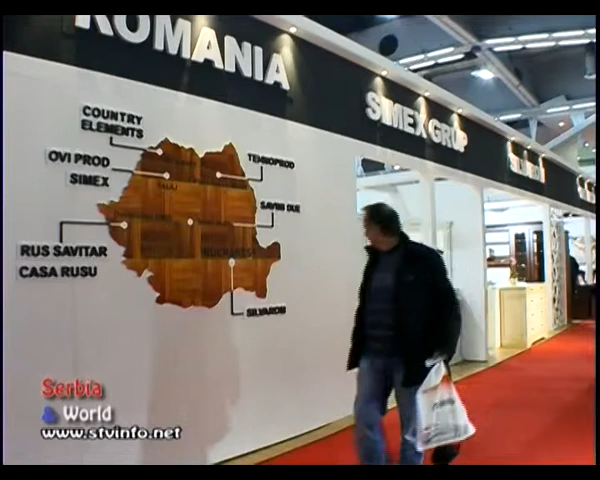 ROMANIA
SIMEX GRUP
COUNTRY
ELEMENTS
OVI PROD
SIMEX
TEHNOPROD
SAVINI DUE
RUS SAVITAR
CASA RUSU
SILVAROM
Serbia
& World
www.stvinfo.net